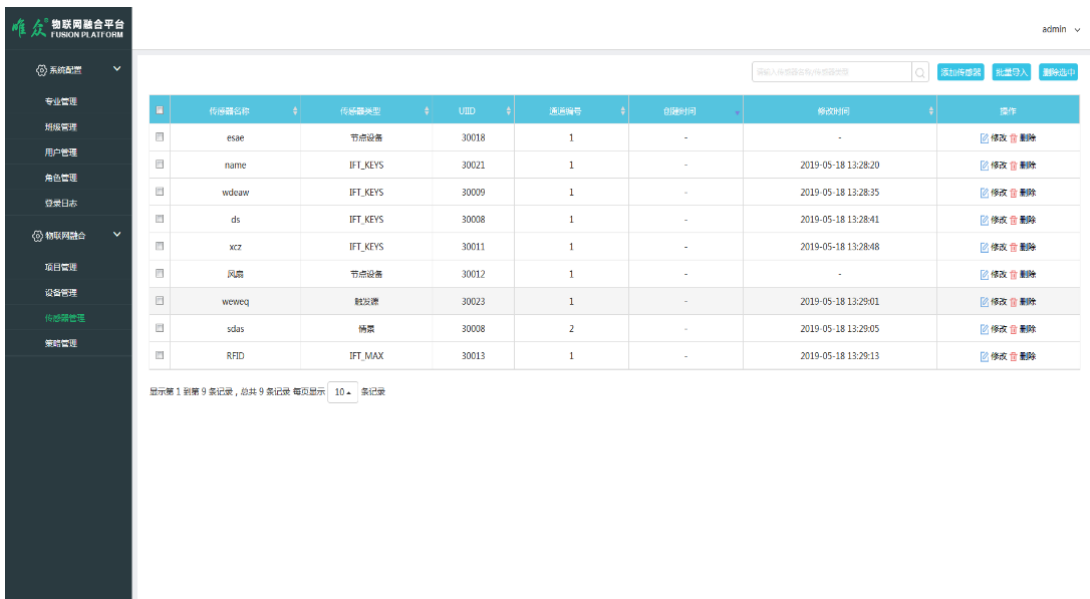 唯众 物联网融合平台
FUSION PLATFORM
admin
系统配置
专业管理
班级管理
用户管理
角色管理
登录日志
物联网融合
项目管理
设备管理
传感器管理
策略管理
添加传感器 批量导入 删除选中
传感器名称 传感器类型 UIID 通道编号 创建时间 修改时间 操作
esae 节点设备 30018 1 - - 修改 删除
name IFT_KEYS 30021 1 - 2019-05-18 13:28:20 修改 删除
wdeaw IFT_KEYS 30009 1 - 2019-05-18 13:28:35 修改 删除
ds IFT_KEYS 30008 1 - 2019-05-18 13:28:41 修改 删除
xcz IFT_KEYS 30011 1 - 2019-05-18 13:28:48 修改 删除
风扇 节点设备 30012 1 - - 修改 删除
weweq 触发源 30023 1 - 2019-05-18 13:29:01 修改 删除
sdas 情景 30008 2 - 2019-05-18 13:29:05 修改 删除
RFID IFT_MAX 30013 1 - 2019-05-18 13:29:13 修改 删除
显示第 1 到第 9 条记录，总共 9 条记录 每页显示 10 条记录